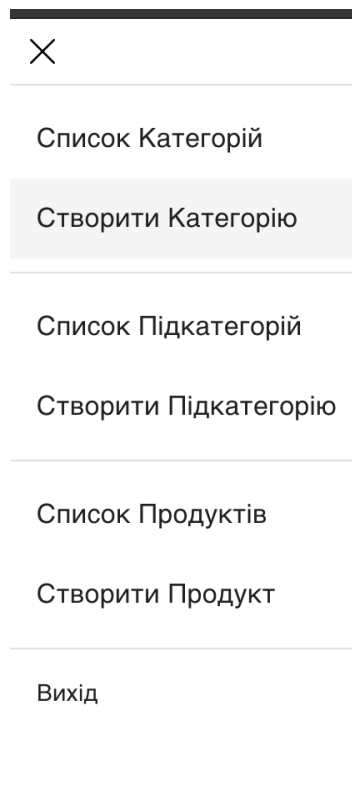 Список Категорій
Створити Категорію
Список Підкатегорій
Створити Підкатегорію
Список Продуктів
Створити Продукт
Вихід